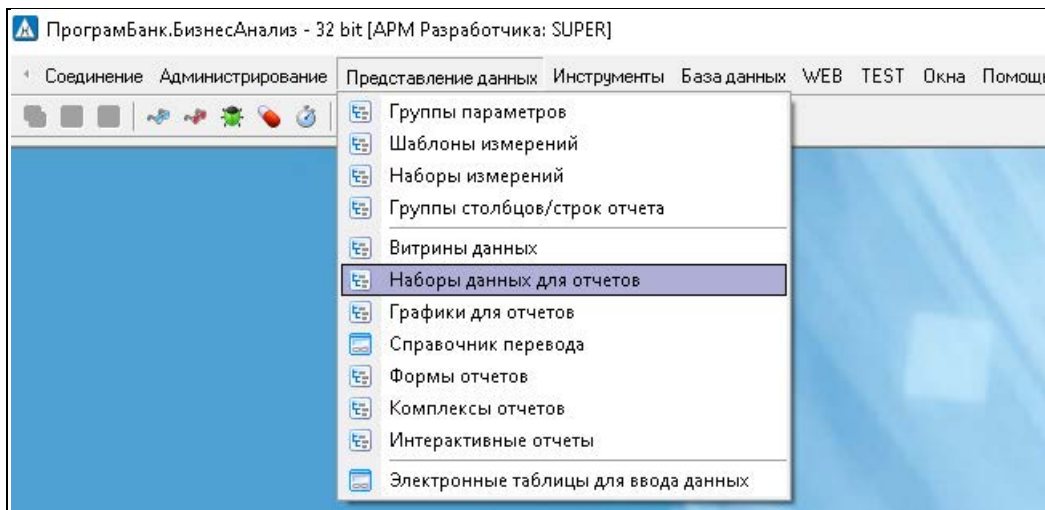 ПрограмБанк.БизнесАнализ - 32 bit [АРМ Разработчика: SUPER]
Соединение Администрирование Представление данных Инструменты База данных WEB TEST Окна Помощь
Группы параметров
Шаблоны измерений
Наборы измерений
Группы столбцов/строк отчета
Витрины данных
Наборы данных для отчетов
Графики для отчетов
Справочник перевода
Формы отчетов
Комплексы отчетов
Интерактивные отчеты
Электронные таблицы для ввода данных